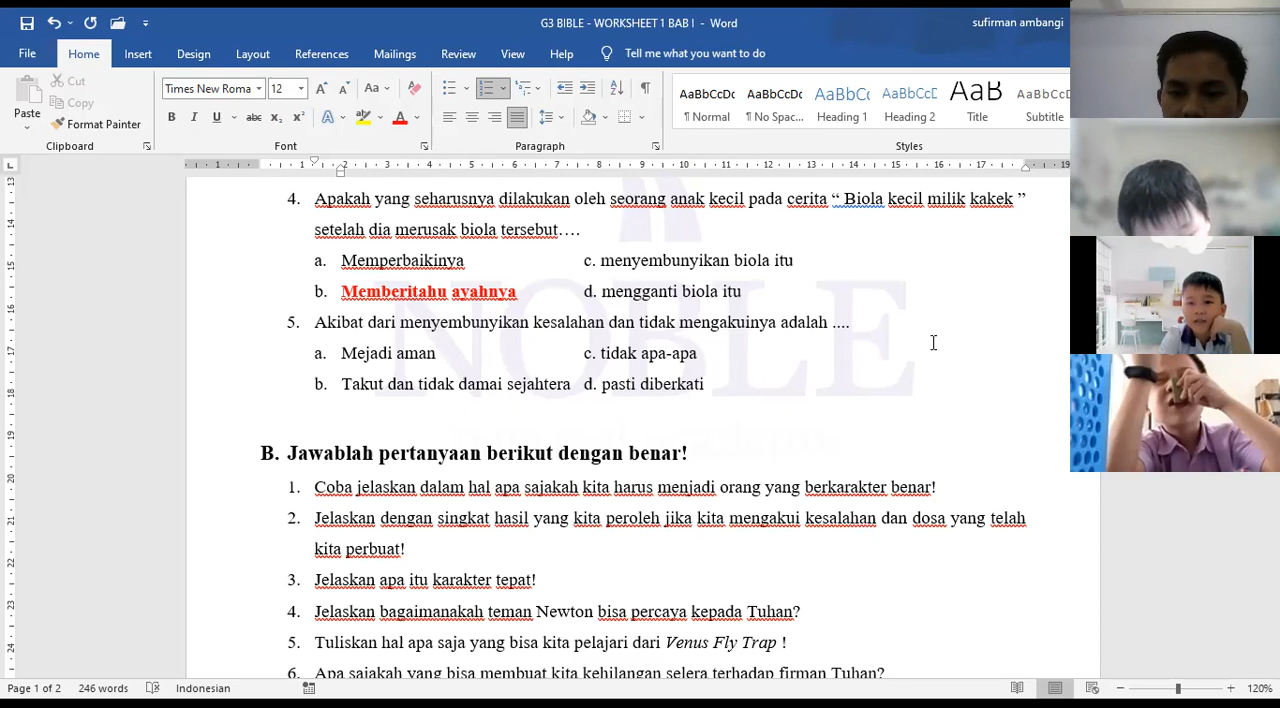 G3 BIBLE - WORKSHEET 1 BAB I - Word
sufirman ambangi
File Home Insert Design Layout References Mailings Review View Help Tell me what you want to do
Paste
Cut
Copy
Format Painter
Clipboard
Times New Roma 12
Font
Paragraph
AaBbCcDc AaBbCcDc AaBbC AaBbCcD AaB AaBbCcD
¶ Normal ¶ No Spac... Heading 1 Heading 2 Title Subtitle
Styles
4. Apakah yang seharusnya dilakukan oleh seorang anak kecil pada cerita “ Biola kecil milik kakek ”
setelah dia merusak biola tersebut….
a. Memperbaikinya c. menyembunyikan biola itu
b. Memberitahu ayahnya d. mengganti biola itu
5. Akibat dari menyembunyikan kesalahan dan tidak mengakuinya adalah ....
a. Mejadi aman c. tidak apa-apa
b. Takut dan tidak damai sejahtera d. pasti diberkati
NOBLE
B. Jawablah pertanyaan berikut dengan benar!
1. Coba jelaskan dalam hal apa sajakah kita harus menjadi orang yang berkarakter benar!
2. Jelaskan dengan singkat hasil yang kita peroleh jika kita mengakui kesalahan dan dosa yang telah
kita perbuat!
3. Jelaskan apa itu karakter tepat!
4. Jelaskan bagaimanakah teman Newton bisa percaya kepada Tuhan?
5. Tuliskan hal apa saja yang bisa kita pelajari dari Venus Fly Trap !
6. Apa sajakah yang bisa membuat kita kehilangan selera terhadap firman Tuhan?
Page 1 of 2 246 words Indonesian 120%